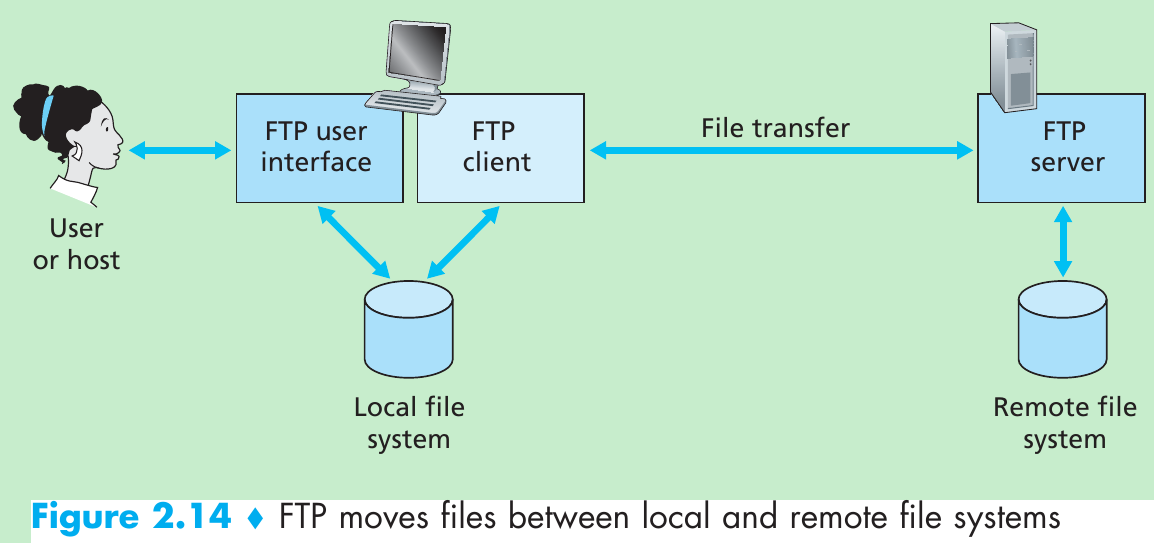 FTP user
interface
FTP
client
File transfer
FTP
server
User
or host
Local file
system
Remote file
system
Figure 2.14 ♦ FTP moves files between local and remote file systems